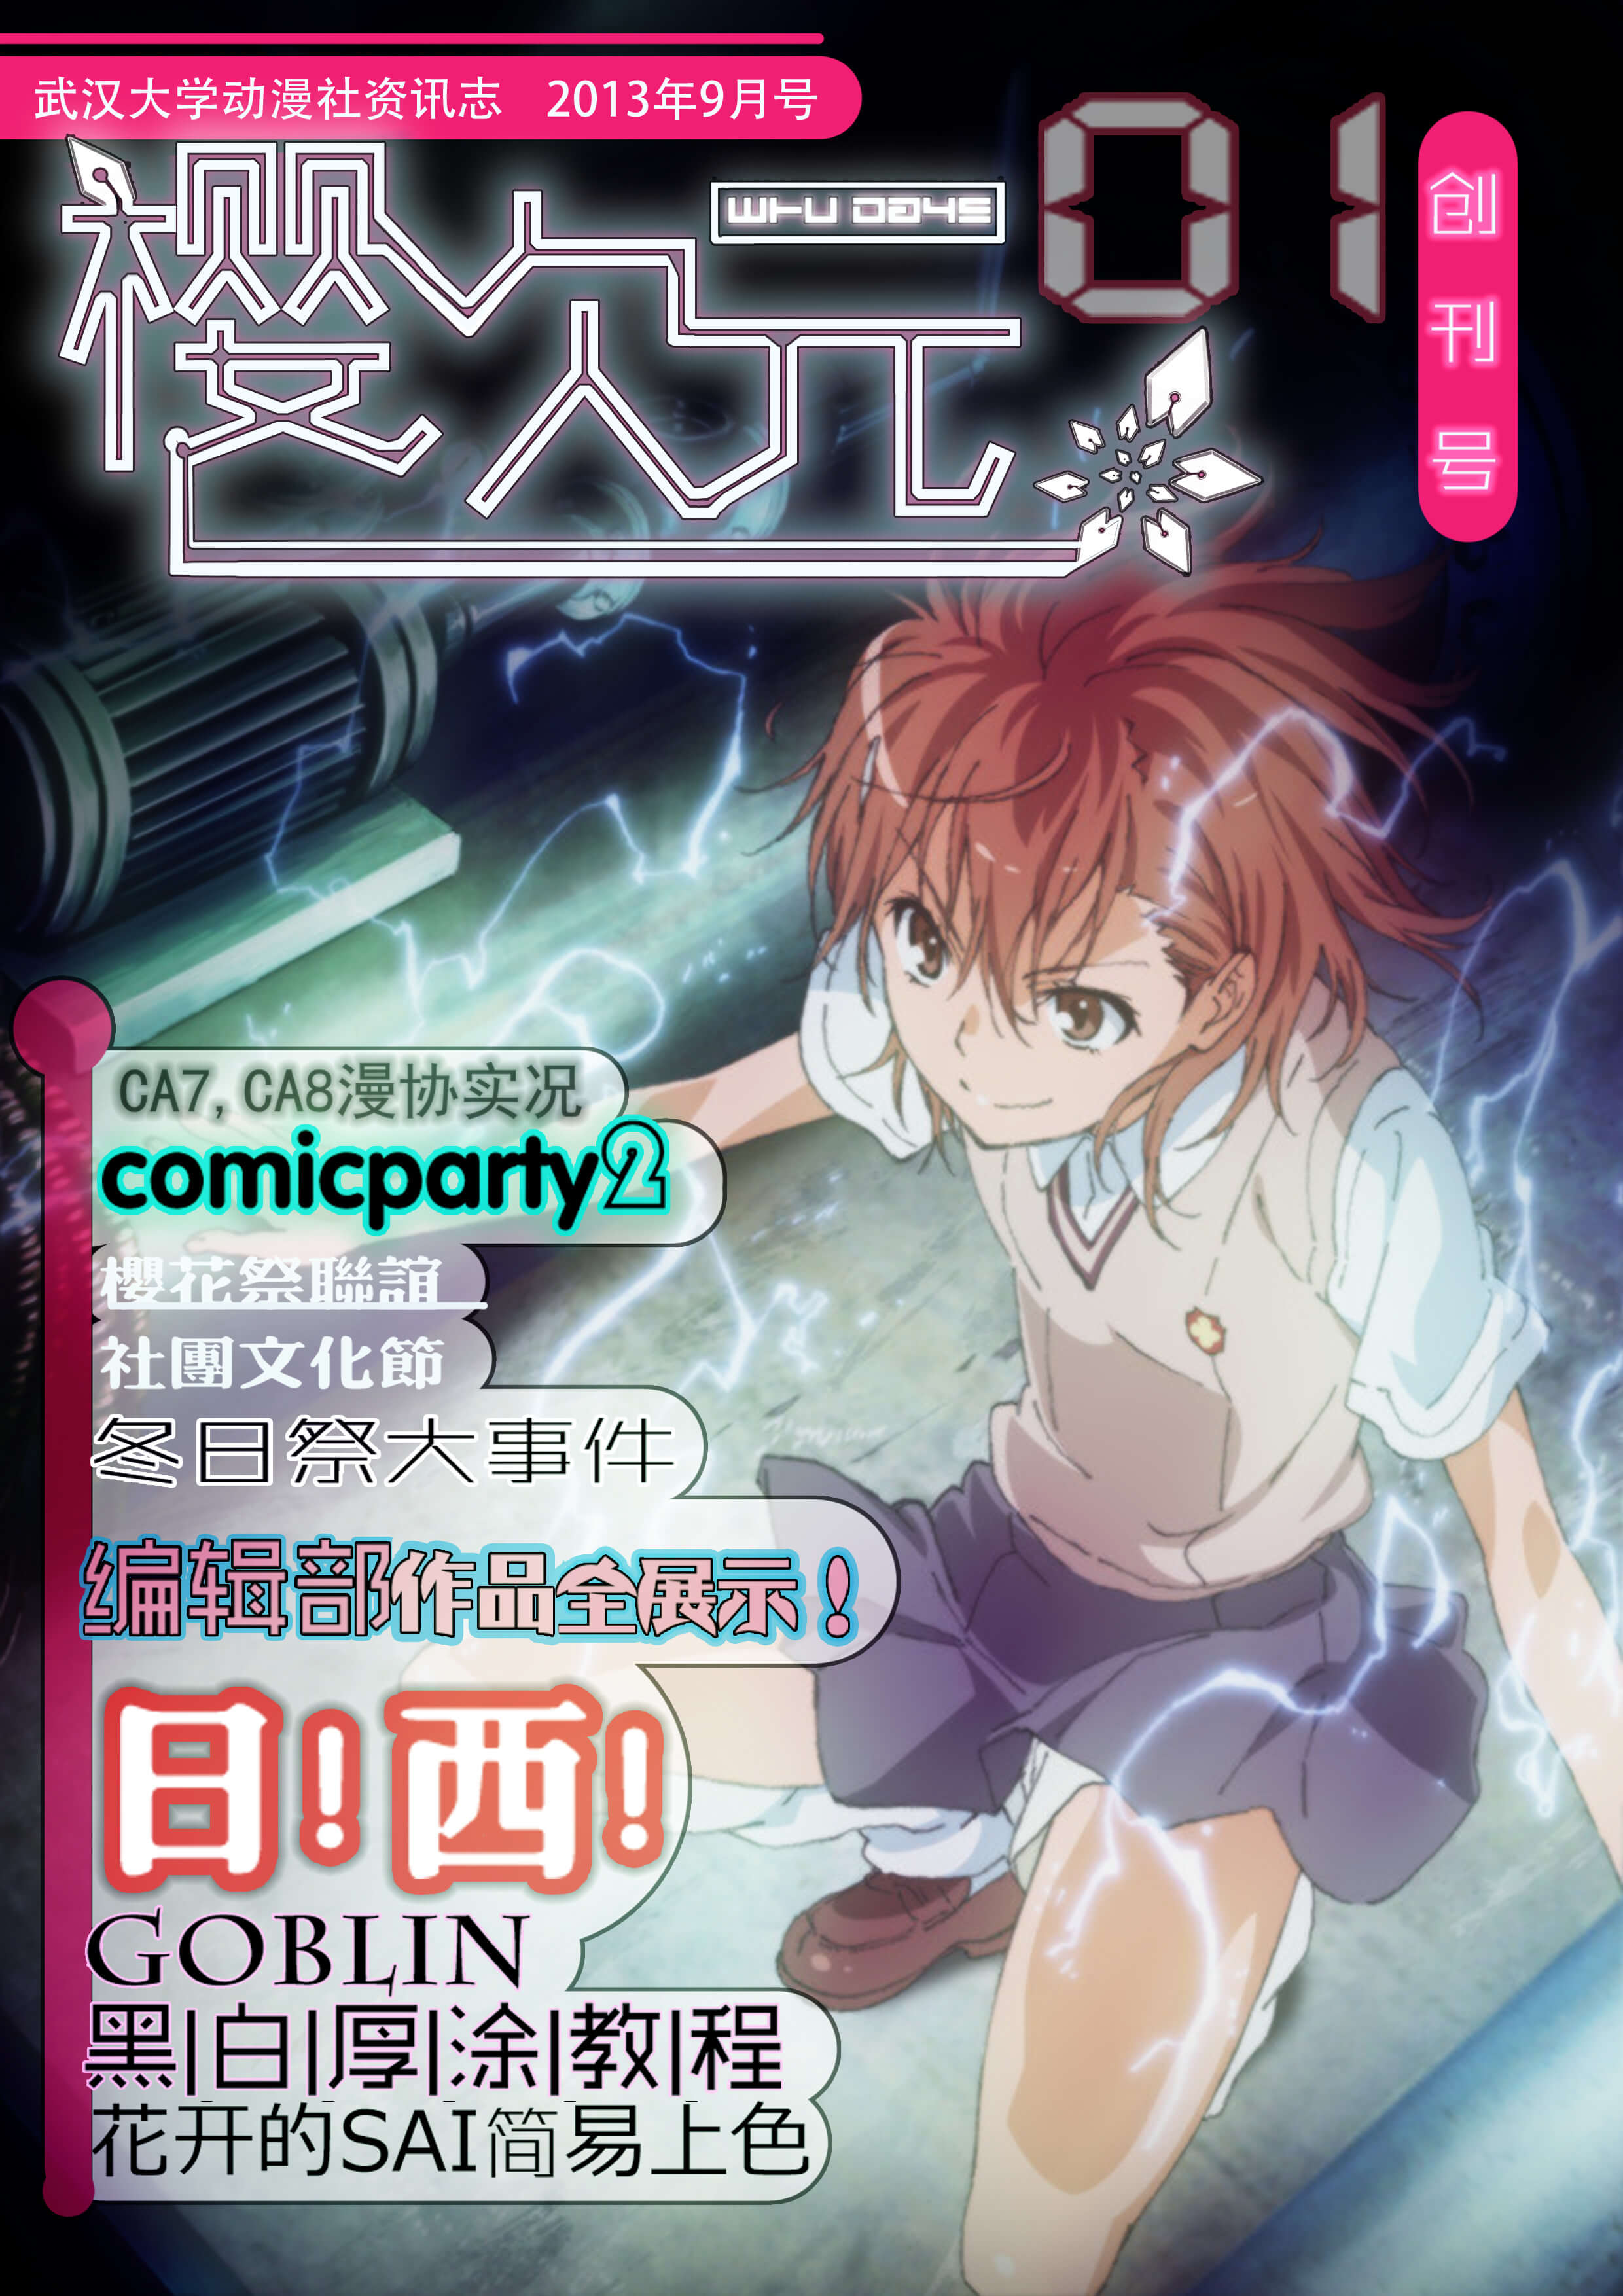 武汉大学动漫社资讯志 2013年9月号
樱次元
WHU DAYS
01
创刊号
CA7,CA8漫协实况
comicparty2
櫻花祭聯誼
社團文化節
冬日祭大事件
编辑部作品全展示！
日！西！
GOBLIN
黑|白|厚|涂|教|程
花开的SAI简易上色